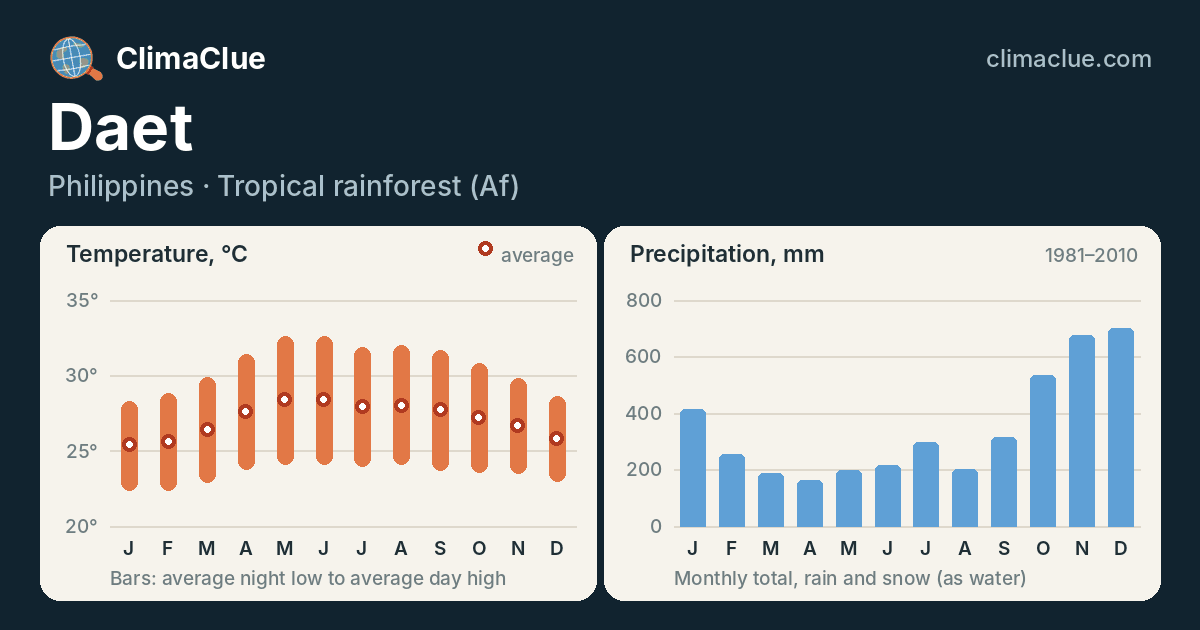 ClimaClue
climaclue.com
Daet
Philippines · Tropical rainforest (Af)
Temperature, °C
average
35°
30°
25°
20°
J F M A M J J A S O N D
Bars: average night low to average day high
Precipitation, mm
1981–2010
800
600
400
200
0
J F M A M J J A S O N D
Monthly total, rain and snow (as water)